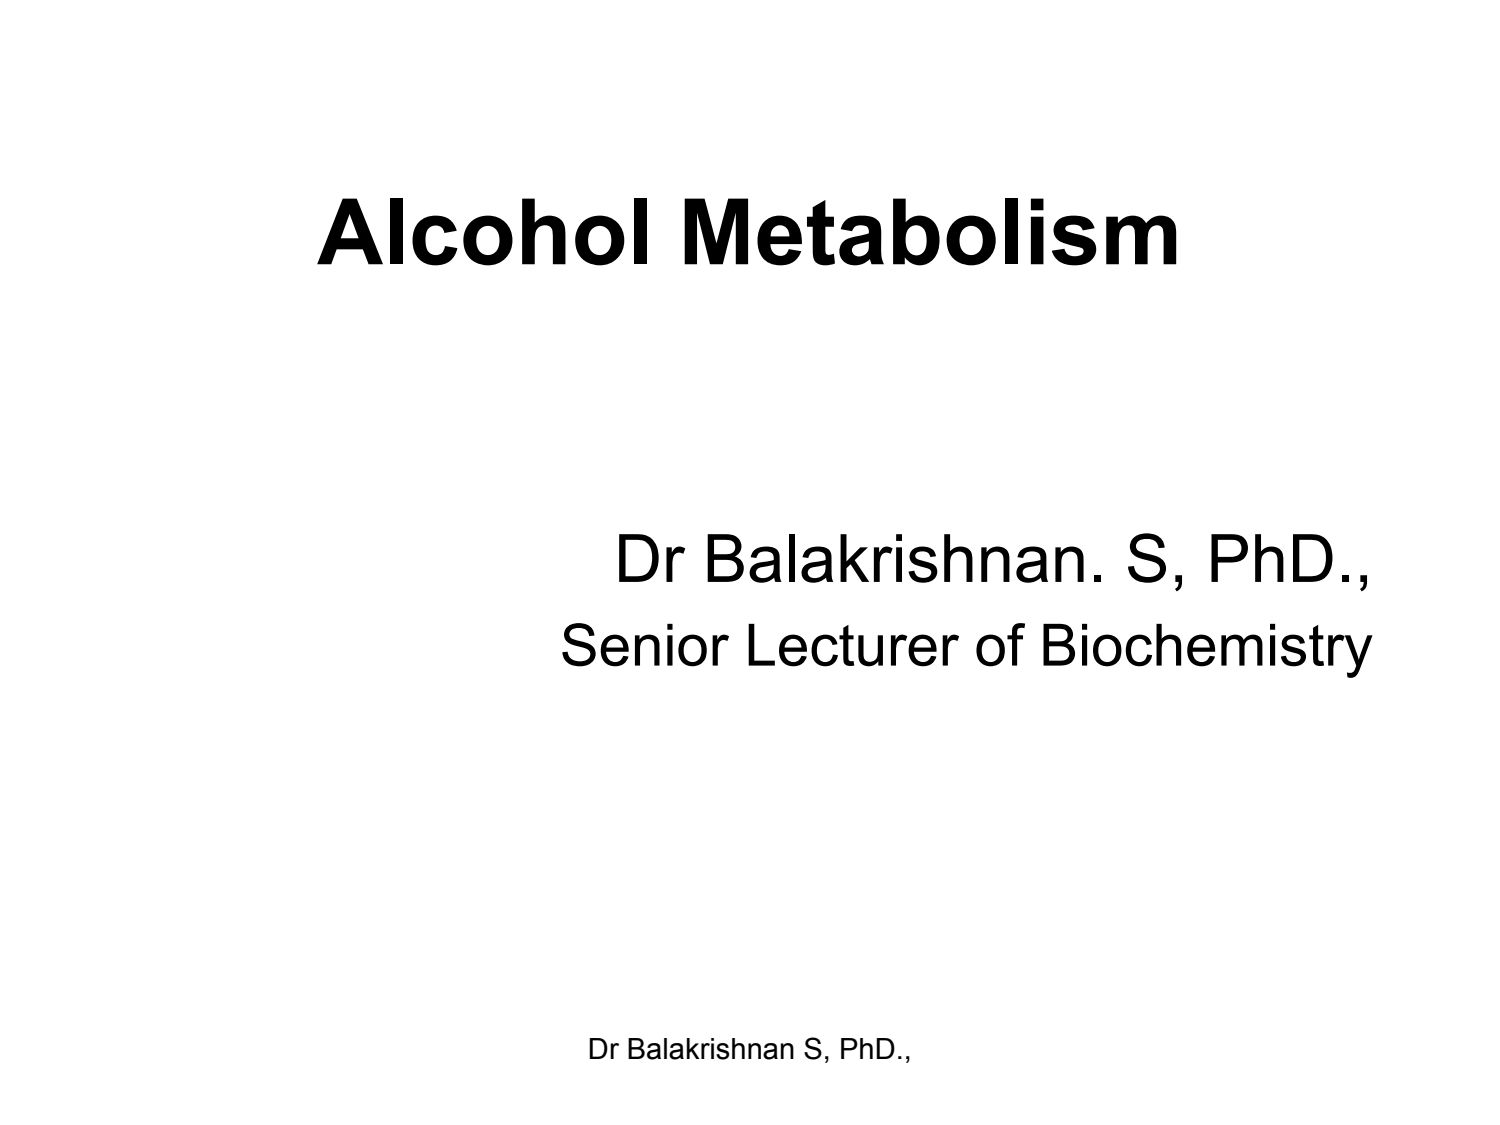 Alcohol Metabolism
Dr Balakrishnan. S, PhD.,
Senior Lecturer of Biochemistry
Dr Balakrishnan S, PhD.,